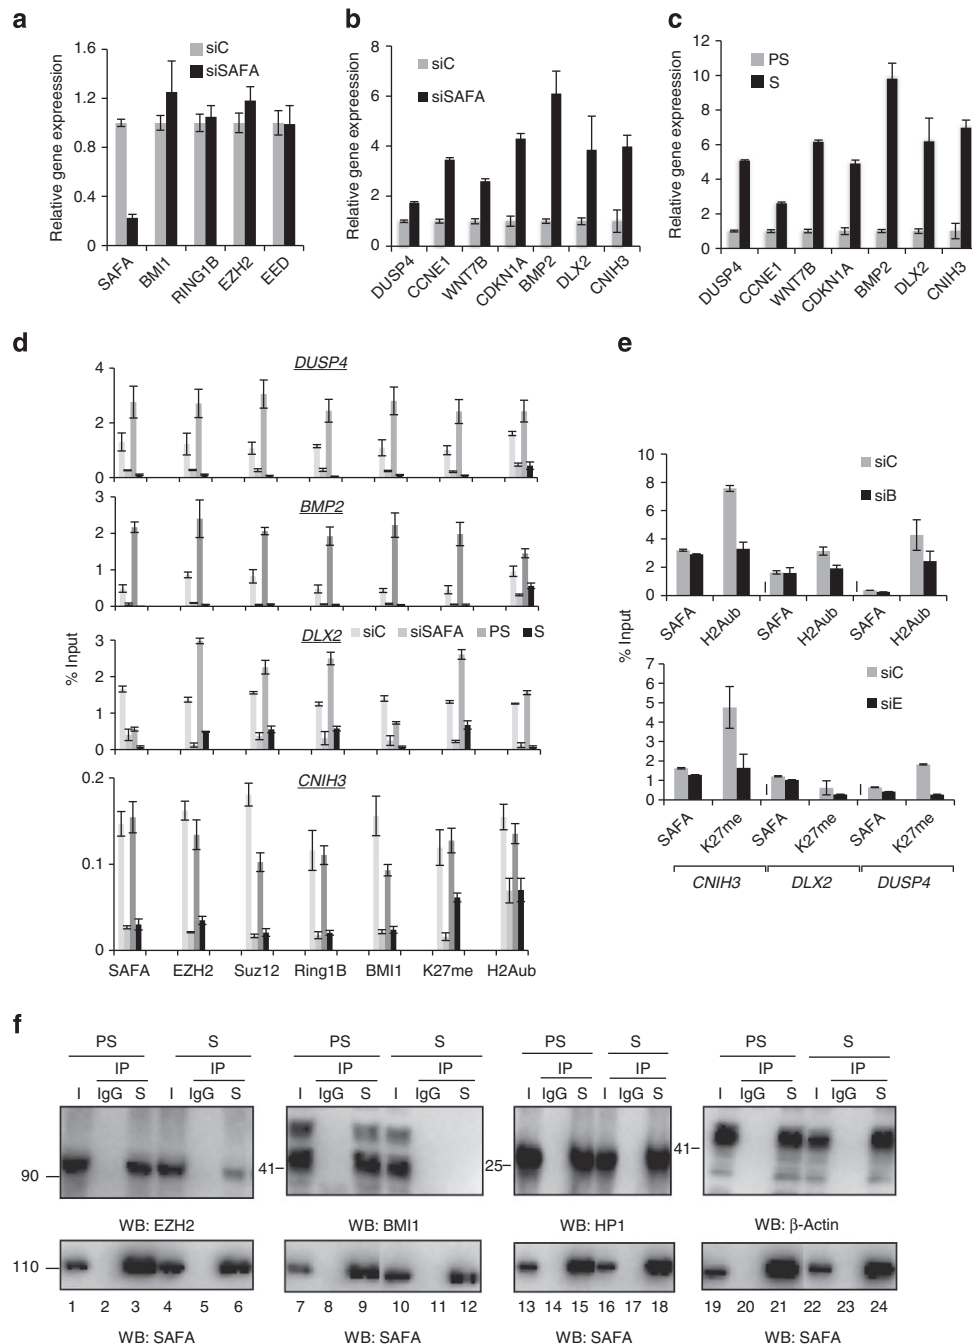 a
Relative gene expreession
1.6
1.2
0.8
0.4
0
siC
siSAFA
SAFA
BMI1
RING1B
EZH2
EED
b
Relative gene expreession
8
6
4
2
0
siC
siSAFA
DUSP4
CCNE1
WNT7B
CDKN1A
BMP2
DLX2
CNIH3
c
Relative gene expreession
12
10
8
6
4
2
0
PS
S
DUSP4
CCNE1
WNT7B
CDKN1A
BMP2
DLX2
CNIH3
d
% Input
DUSP4
4
2
0
BMP2
3
2
1
0
DLX2
siC siSAFA PS S
3
2
1
0
CNIH3
0.2
0.1
0
SAFA EZH2 Suz12 Ring1B BMI1 K27me H2Aub
e
% Input
10
8
6
4
2
0
siC
siB
SAFA H2Aub SAFA H2Aub SAFA H2Aub
7
6
5
4
3
2
1
0
siC
siE
SAFA K27me SAFA K27me SAFA K27me
CNIH3 DLX2 DUSP4
f
PS S PS S PS S PS S
IP IP IP IP IP IP IP IP
I IgG S I IgG S I IgG S I IgG S I IgG S I IgG S I IgG S I IgG S
90
41
25
41
WB: EZH2 WB: BMI1 WB: HP1 WB: β-Actin
110
1 2 3 4 5 6 7 8 9 10 11 12 13 14 15 16 17 18 19 20 21 22 23 24
WB: SAFA WB: SAFA WB: SAFA WB: SAFA